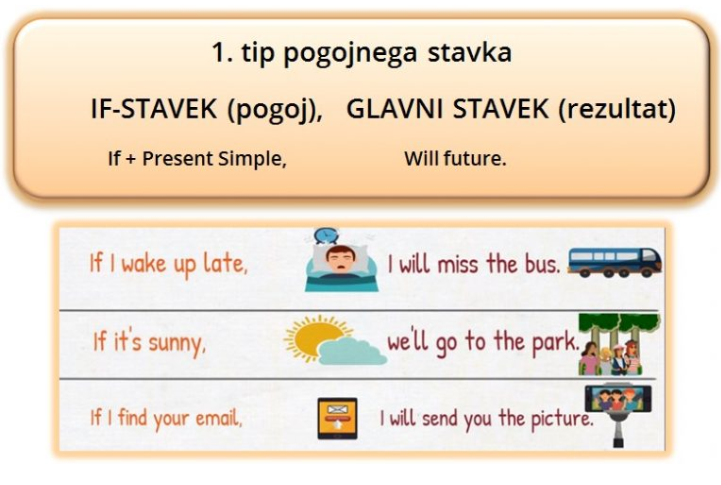 1. tip pogojnega stavka
IF-STAVEK (pogoj), GLAVNI STAVEK (rezultat)
If + Present Simple, Will future.
If I wake up late, I will miss the bus.
If it's sunny, we'll go to the park.
If I find your email, I will send you the picture.